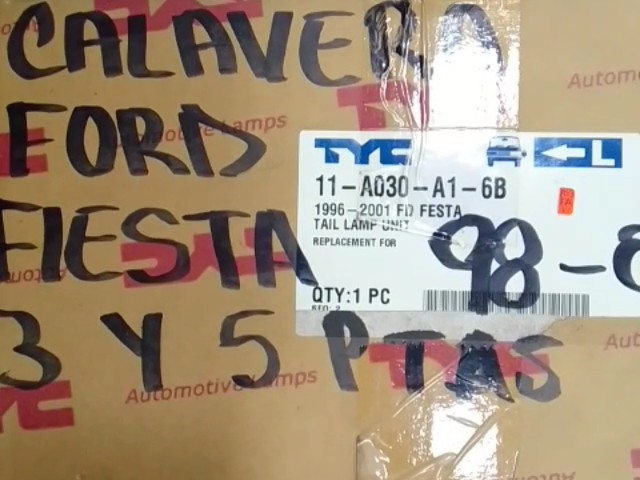 CALAVERA
FORD
FIESTA
3 Y 5 PTAS
TYC
L
11-A030-A1-6B
1996-2001 FD FESTA
TAIL LAMP UNIT
REPLACEMENT FOR
98-
QTY:1 PC
Automotive Lamps
TYC
Automotive Lamps